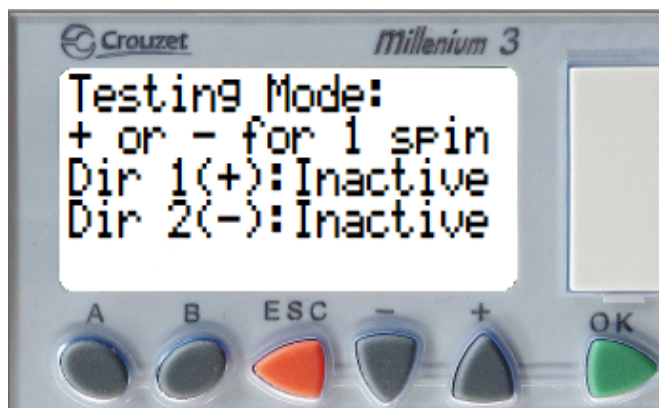 Crouzet
Millenium 3
Testing Mode:
+ or - for 1 spin
Dir 1(+):Inactive
Dir 2(-):Inactive
A B ESC - + OK